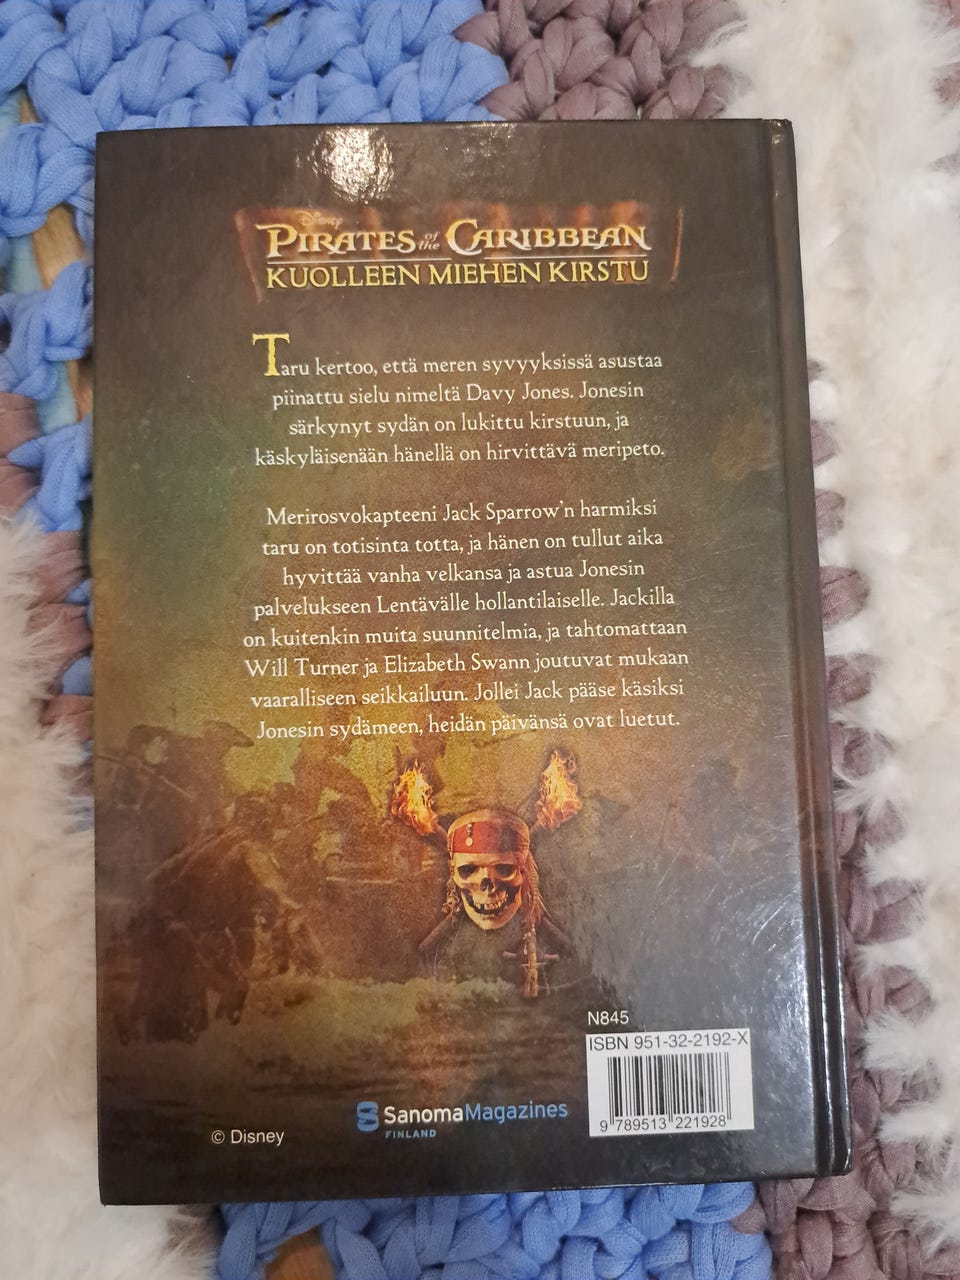 Disney
PIRATES of the CARIBBEAN
KUOLLEEN MIEHEN KIRSTU
Taru kertoo, että meren syvyyksissä asustaa
piinattu sielu nimeltä Davy Jones. Jonesin
särkynyt sydän on lukittu kirstuun, ja
käskyläisenään hänellä on hirvittävä meripeto.
Merirosvokapteeni Jack Sparrow'n harmiksi
taru on totisinta totta, ja hänen on tullut aika
hyvittää vanha velkansa ja astua Jonesin
palvelukseen Lentävälle hollantilaiselle. Jackilla
on kuitenkin muita suunnitelmia, ja tahtomattaan
Will Turner ja Elizabeth Swann joutuvat mukaan
vaaralliseen seikkailuun. Jollei Jack pääse käsiksi
Jonesin sydämeen, heidän päivänsä ovat luetut.
N845
ISBN 951-32-2192-X
9 789513 221928
SanomaMagazines
FINLAND
© Disney